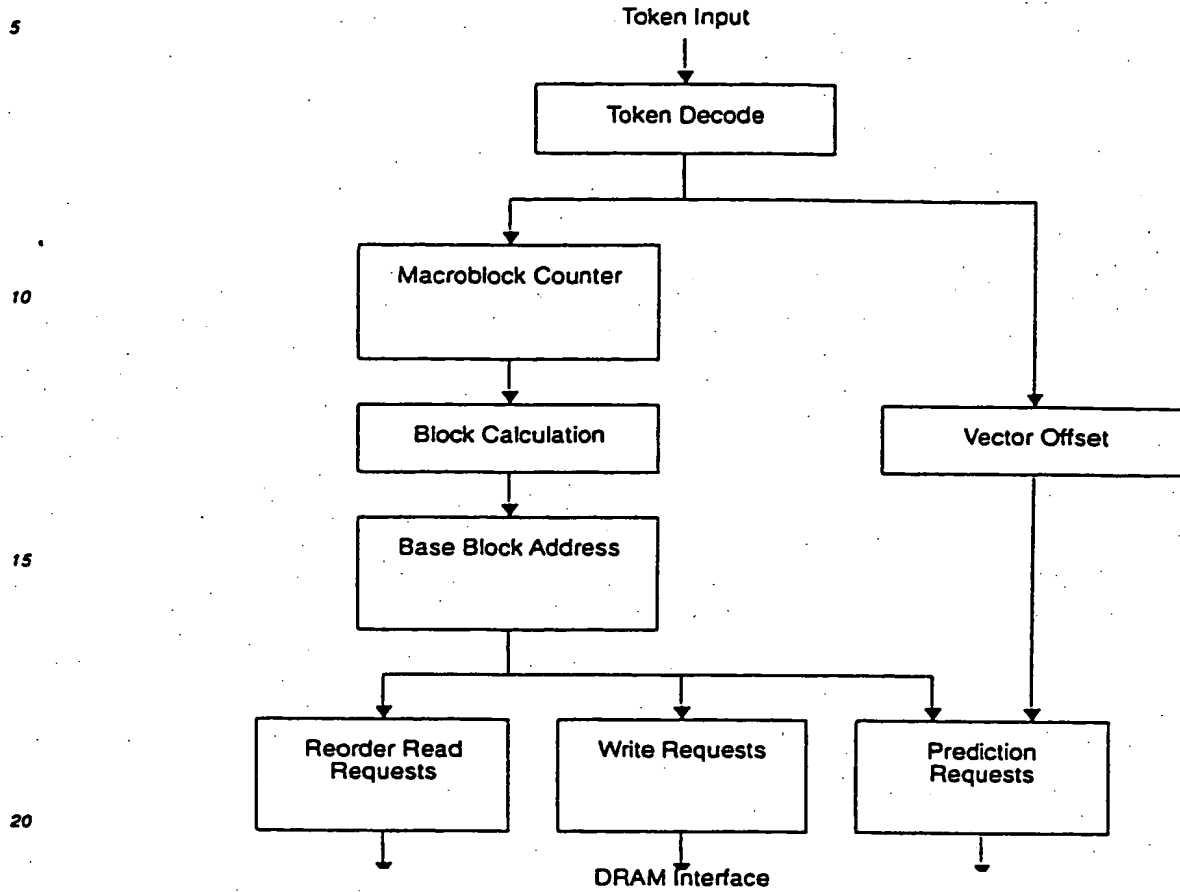 5
Token Input
Token Decode
Macroblock Counter
10
Block Calculation
Vector Offset
Base Block Address
15
Reorder Read
Requests
Write Requests
Prediction
Requests
20
DRAM Interface